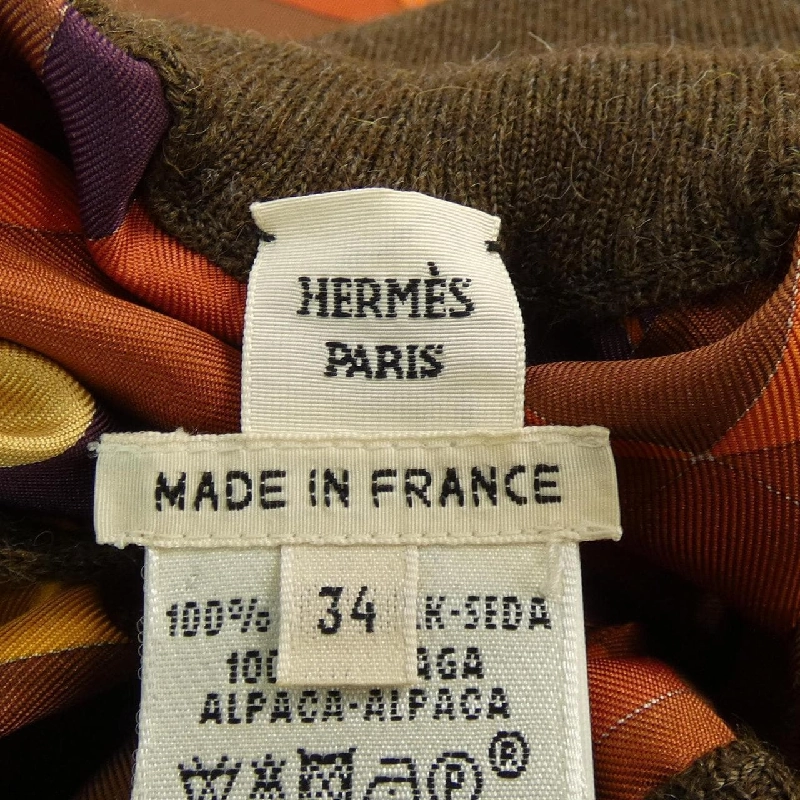 HERMÈS
PARIS
MADE IN FRANCE
34
100% K-SEDA
100 AGA
ALPACA-ALPACA
P ®